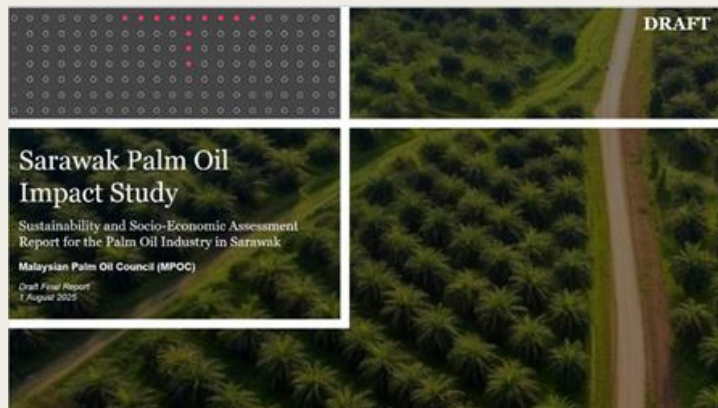 DRAFT
Sarawak Palm Oil
Impact Study
Sustainability and Socio-Economic Assessment
Report for the Palm Oil Industry in Sarawak
Malaysian Palm Oil Council (MPOC)
Draft Final Report
1 August 2025